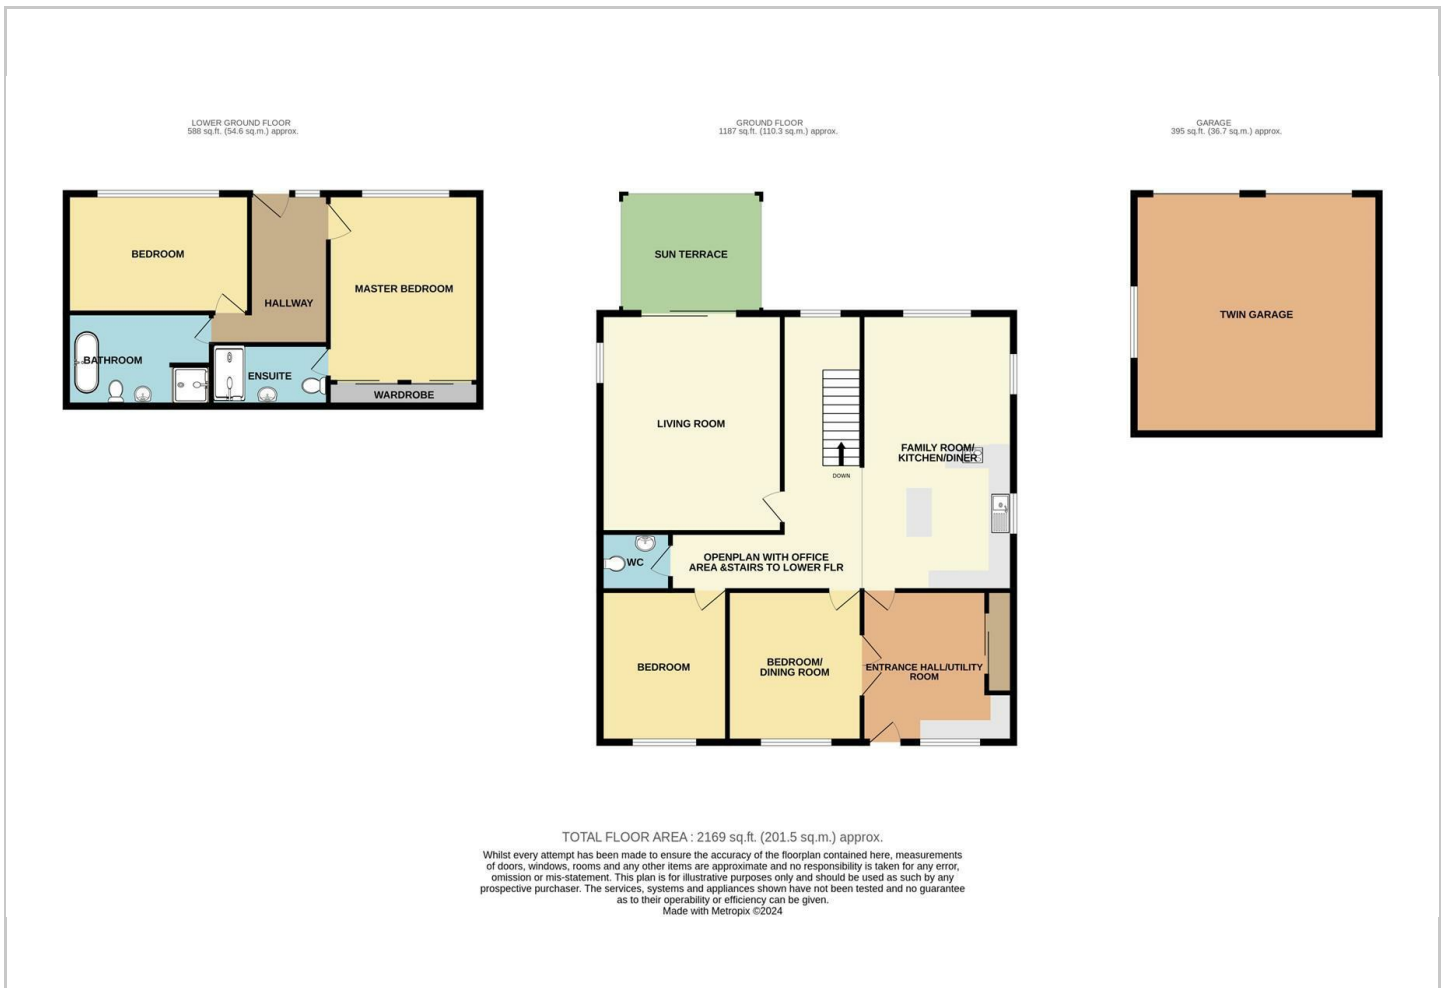 LOWER GROUND FLOOR
588 sq.ft. (54.6 sq.m.) approx.
GROUND FLOOR
1187 sq.ft. (110.3 sq.m.) approx.
GARAGE
395 sq.ft. (36.7 sq.m.) approx.
BEDROOM
HALLWAY
MASTER BEDROOM
BATHROOM
ENSUITE
WARDROBE
SUN TERRACE
LIVING ROOM
FAMILY ROOM/
KITCHEN/DINER
DOWN
WC
OPENPLAN WITH OFFICE
AREA &STAIRS TO LOWER FLR
BEDROOM
BEDROOM/
DINING ROOM
ENTRANCE HALL/UTILITY
ROOM
TWIN GARAGE
TOTAL FLOOR AREA : 2169 sq.ft. (201.5 sq.m.) approx.
Whilst every attempt has been made to ensure the accuracy of the floorplan contained here, measurements
of doors, windows, rooms and any other items are approximate and no responsibility is taken for any error,
omission or mis-statement. This plan is for illustrative purposes only and should be used as such by any
prospective purchaser. The services, systems and appliances shown have not been tested and no guarantee
as to their operability or efficiency can be given.
Made with Metropix ©2024